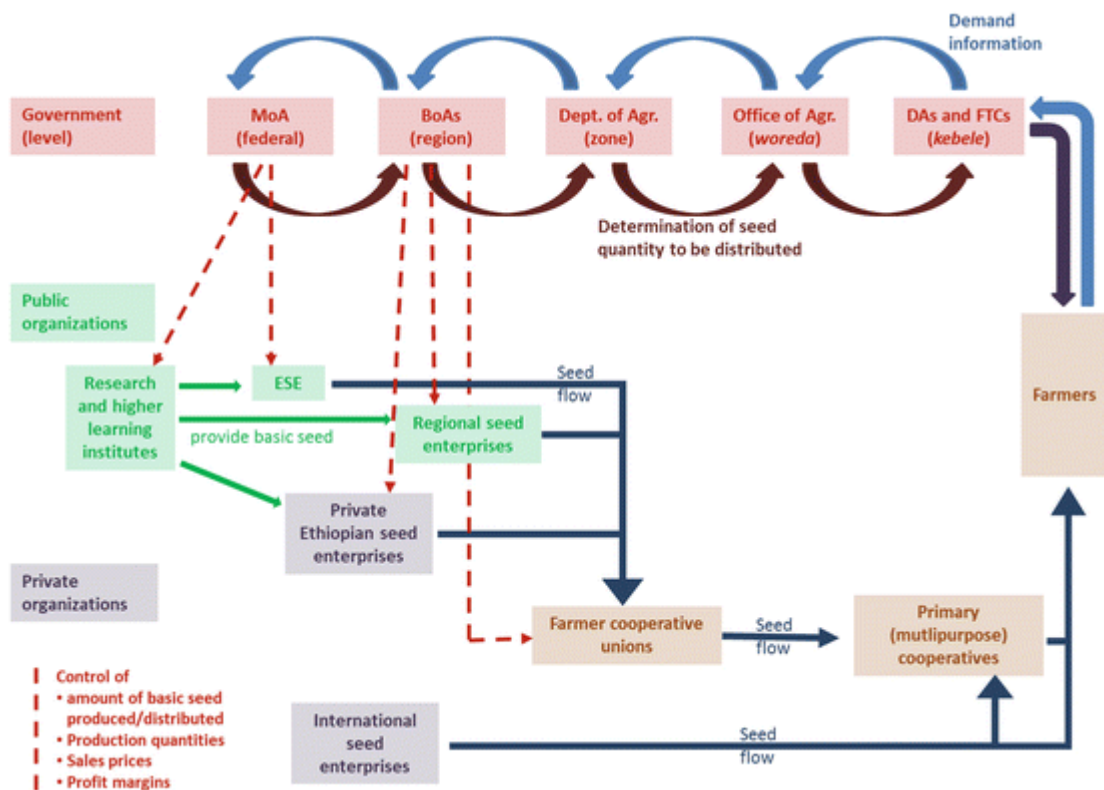 Demand
information
Government
(level)
MoA
(federal)
BoAs
(region)
Dept. of Agr.
(zone)
Office of Agr.
(woreda)
DAs and FTCs
(kebele)
Determination of seed
quantity to be distributed
Public
organizations
Research
and higher
learning
institutes
ESE
Seed
flow
provide basic seed
Regional seed
enterprises
Farmers
Private
Ethiopian seed
enterprises
Private
organizations
Farmer cooperative
unions
Seed
flow
Primary
(mutlipurpose)
cooperatives
Control of
• amount of basic seed
produced/distributed
• Production quantities
• Sales prices
• Profit margins
International
seed
enterprises
Seed
flow